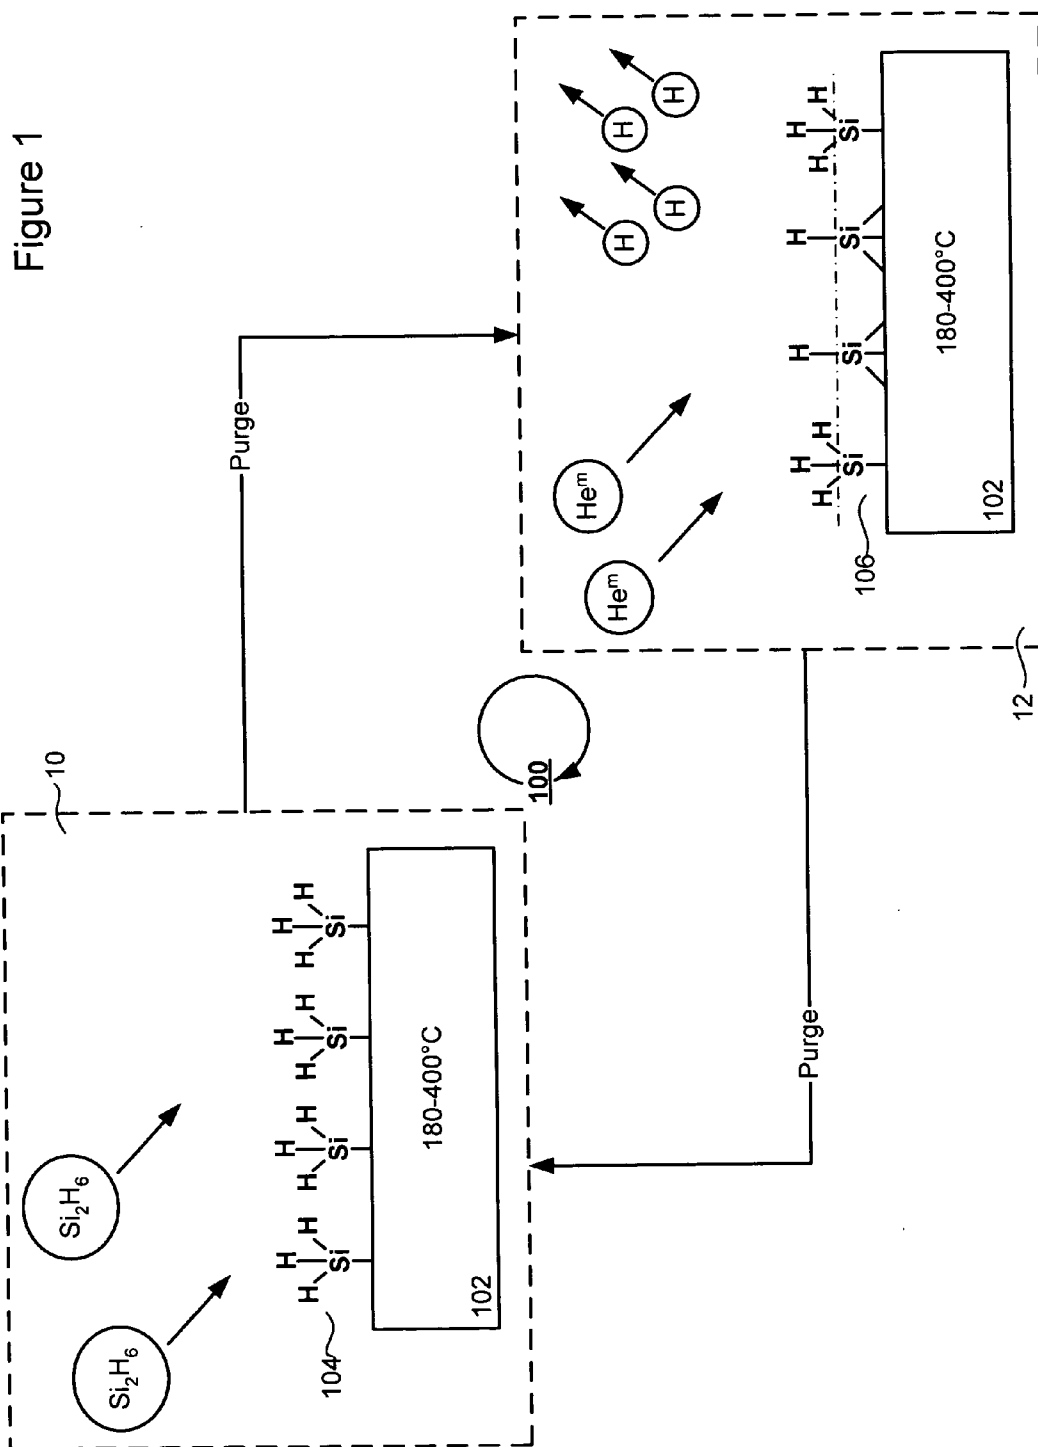 Figure 1
10
Si2H6
Si2H6
H H H H
H H H H H H H H
Si Si Si Si
104
180-400°C
102
Purge
100
Purge
Heᵐ
Heᵐ
H
H
H
H
H H H H
H H H H
Si Si Si Si
106
180-400°C
102
12